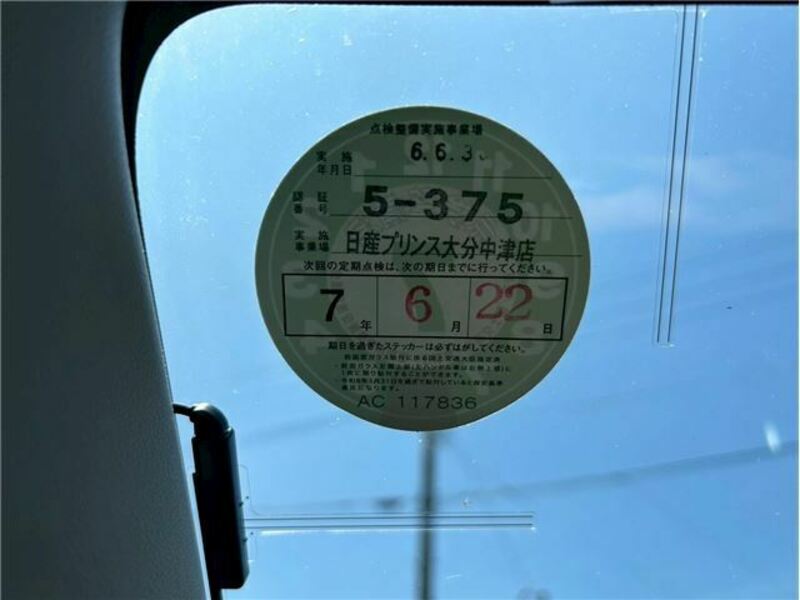 点検整備実施事業場
実施年月日 6.6.3
認証番号 5-375
実施事業場 日産プリンス大分中津店
次回の定期点検は、次の期日までに行ってください。
7年 6月 22日
期日を過ぎたステッカーは必ずはがしてください。
AC 117836